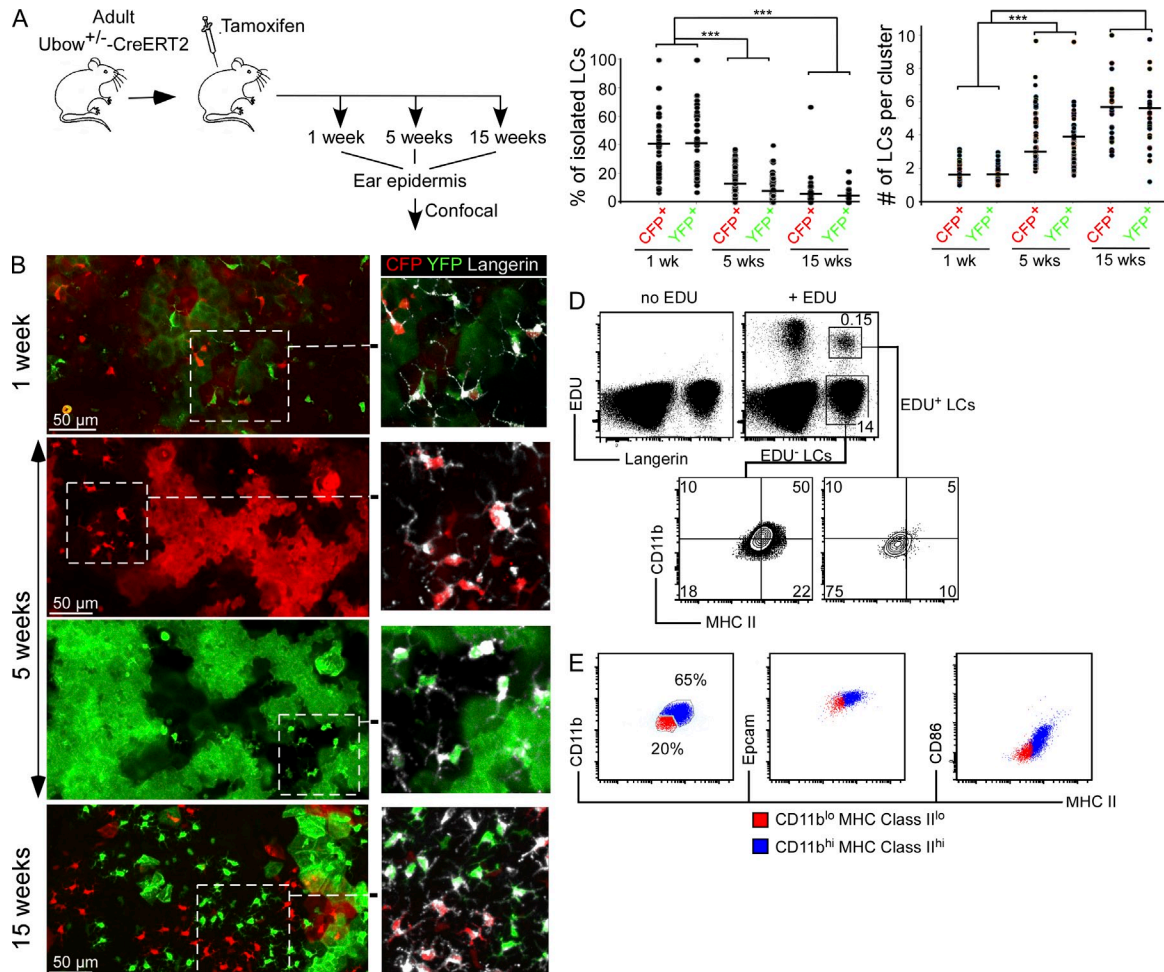 A
Adult
Ubow+/--CreERT2
Tamoxifen
1 week
5 weeks
15 weeks
Ear epidermis
Confocal
B
1 week
5 weeks
15 weeks
CFP YFP Langerin
50 µm
50 µm
50 µm
C
***
***
% of isolated LCs
100
80
60
40
20
0
CFP+
YFP+
CFP+
YFP+
CFP+
YFP+
1 wk
5 wks
15 wks
***
# of LCs per cluster
10
8
6
4
2
0
CFP+
YFP+
CFP+
YFP+
CFP+
YFP+
1 wk
5 wks
15 wks
D
no EDU
+ EDU
0.15
14
EDU
Langerin
EDU+ LCs
EDU- LCs
10
50
18
22
10
5
75
10
CD11b
MHC II
E
65%
20%
CD11b
Epcam
CD86
MHC II
CD11blo MHC Class IIlo
CD11bhi MHC Class IIhi